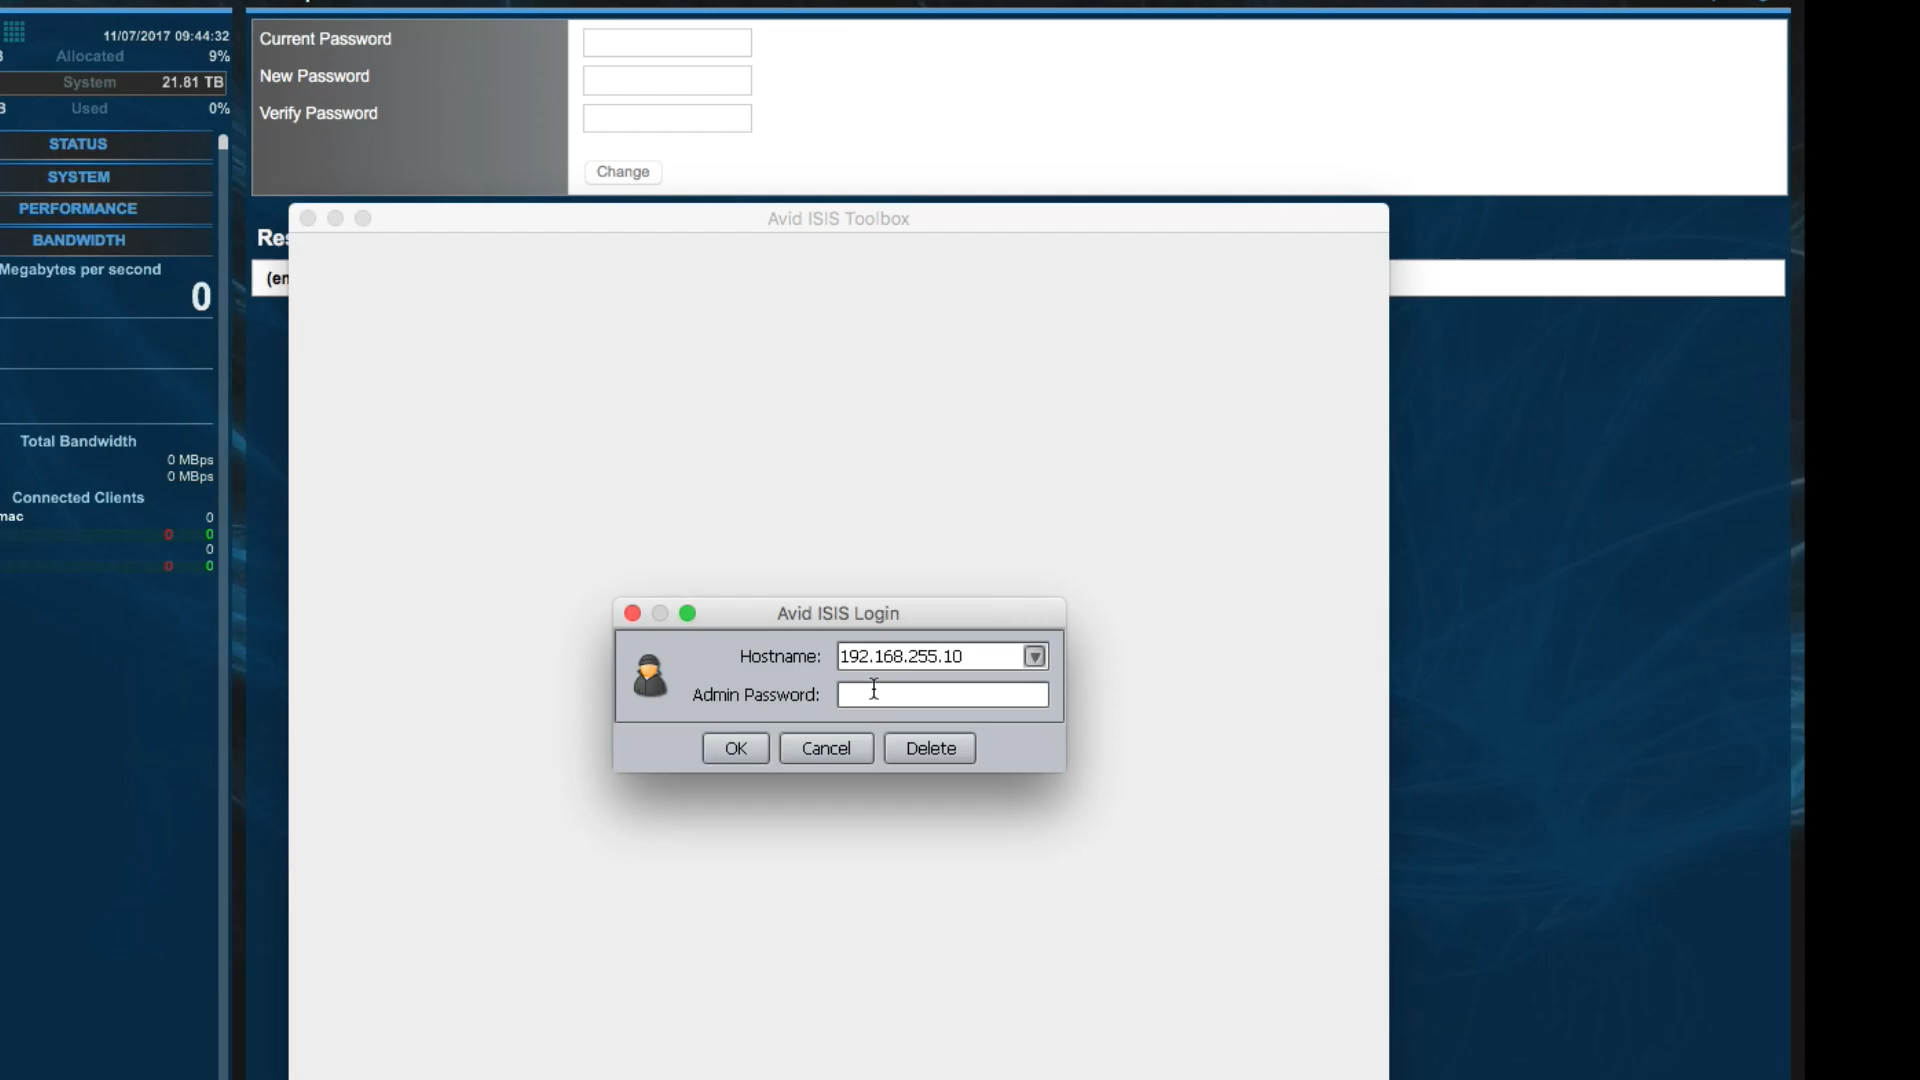 11/07/2017 09:44:32
Allocated 9%
System 21.81 TB
Used 0%
STATUS
SYSTEM
PERFORMANCE
BANDWIDTH
Megabytes per second
0
Total Bandwidth
0 MBps
0 MBps
Connected Clients
mac 0
0 0
0
0 0
Current Password
New Password
Verify Password
Change
Res
(en
Avid ISIS Toolbox
Avid ISIS Login
Hostname: 192.168.255.10
Admin Password:
OK Cancel Delete